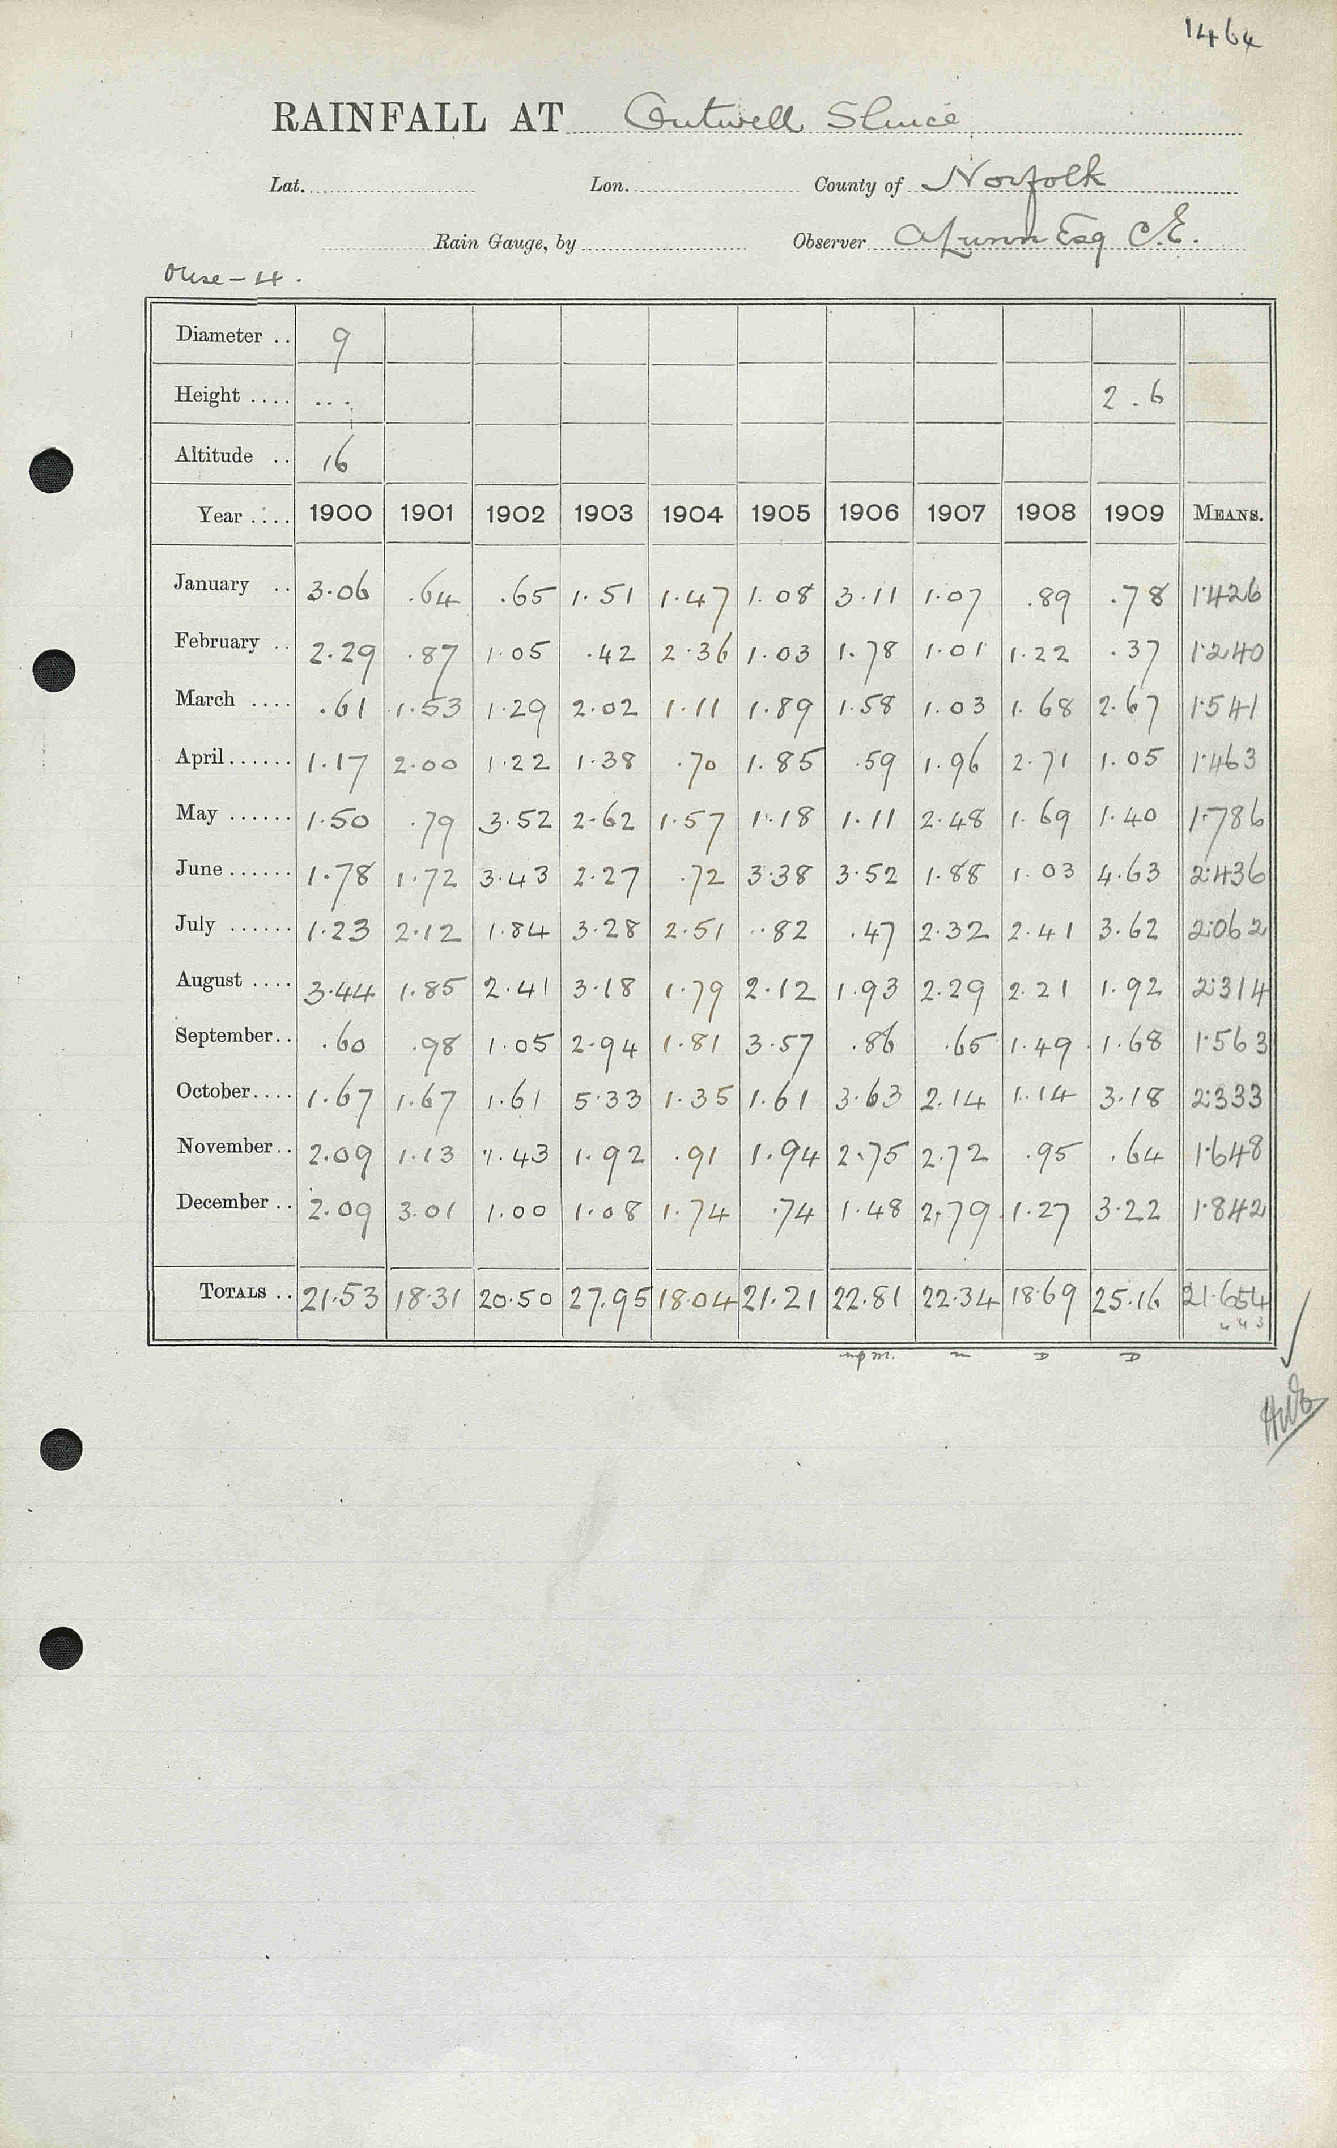 1464
RAINFALL AT Outwell Sluice
Lat. Lon. County of Norfolk
Rain Gauge, by Observer A Lunn Esq C.E.
Ouse - 4.
Diameter .. 9
Height .... ... 2.6
Altitude .. 16
Year .... 1900 1901 1902 1903 1904 1905 1906 1907 1908 1909 MEANS.
January .. 3.06 .64 .65 1.51 1.47 1.08 3.11 1.07 .89 .78 1.426
February .. 2.29 .87 1.05 .42 2.36 1.03 1.78 1.01 1.22 .37 1.240
March .... .61 1.53 1.29 2.02 1.11 1.89 1.58 1.03 1.68 2.67 1.541
April ...... 1.17 2.00 1.22 1.38 .70 1.85 .59 1.96 2.71 1.05 1.463
May ...... 1.50 .79 3.52 2.62 1.57 1.18 1.11 2.48 1.69 1.40 1.786
June ...... 1.78 1.72 3.43 2.27 .72 3.38 3.52 1.88 1.03 4.63 2.436
July ...... 1.23 2.12 1.84 3.28 2.51 .82 .47 2.32 2.41 3.62 2.062
August .... 3.44 1.85 2.41 3.18 1.79 2.12 1.93 2.29 2.21 1.92 2.314
September .. .60 .98 1.05 2.94 1.81 3.57 .86 .65 1.49 1.68 1.563
October .... 1.67 1.67 1.61 5.33 1.35 1.61 3.63 2.14 1.14 3.18 2.333
November .. 2.09 1.13 1.43 1.92 .91 1.94 2.75 2.72 .95 .64 1.648
December .. 2.09 3.01 1.00 1.08 1.74 .74 1.48 2.79 1.27 3.22 1.842
TOTALS .. 21.53 18.31 20.50 27.95 18.04 21.21 22.81 22.34 18.69 25.16 21.654